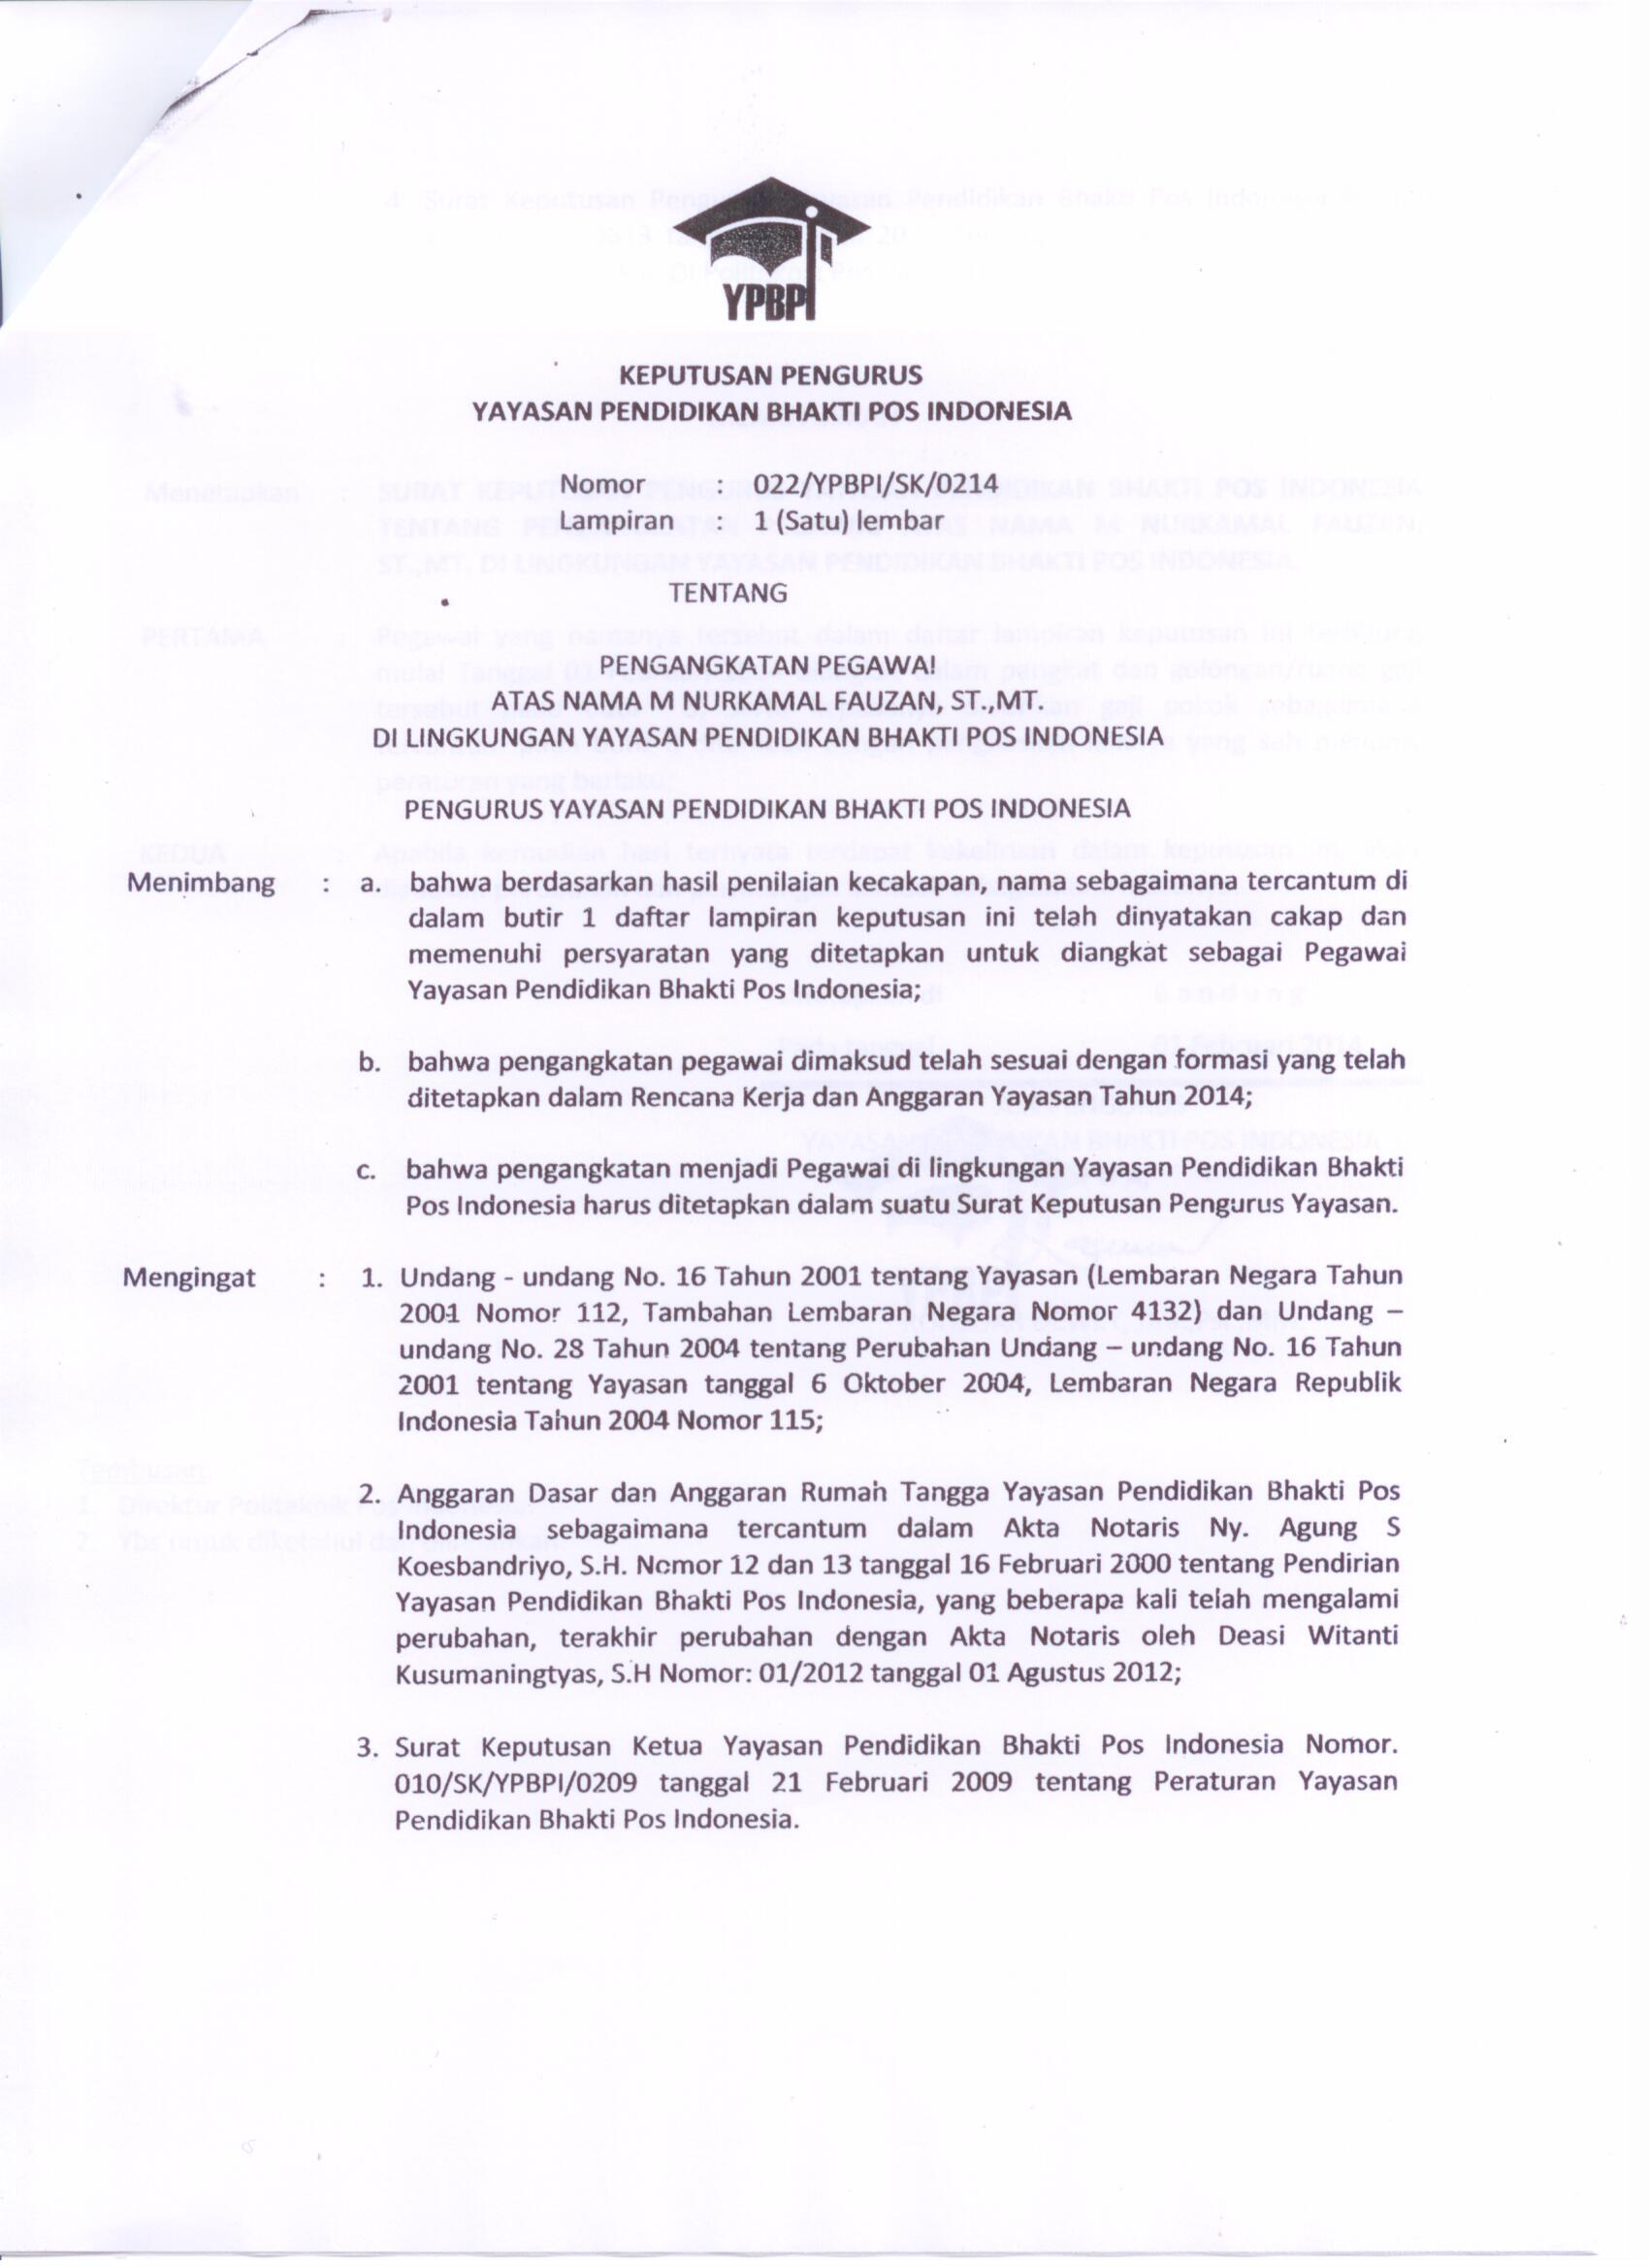 YPBPI
KEPUTUSAN PENGURUS
YAYASAN PENDIDIKAN BHAKTI POS INDONESIA
Nomor : 022/YPBPI/SK/0214
Lampiran : 1 (Satu) lembar
TENTANG
PENGANGKATAN PEGAWAI
ATAS NAMA M NURKAMAL FAUZAN, ST.,MT.
DI LINGKUNGAN YAYASAN PENDIDIKAN BHAKTI POS INDONESIA
PENGURUS YAYASAN PENDIDIKAN BHAKTI POS INDONESIA
Menimbang : a. bahwa berdasarkan hasil penilaian kecakapan, nama sebagaimana tercantum di
dalam butir 1 daftar lampiran keputusan ini telah dinyatakan cakap dan
memenuhi persyaratan yang ditetapkan untuk diangkat sebagai Pegawai
Yayasan Pendidikan Bhakti Pos Indonesia;
b. bahwa pengangkatan pegawai dimaksud telah sesuai dengan formasi yang telah
ditetapkan dalam Rencana Kerja dan Anggaran Yayasan Tahun 2014;
c. bahwa pengangkatan menjadi Pegawai di lingkungan Yayasan Pendidikan Bhakti
Pos Indonesia harus ditetapkan dalam suatu Surat Keputusan Pengurus Yayasan.
Mengingat : 1. Undang - undang No. 16 Tahun 2001 tentang Yayasan (Lembaran Negara Tahun
2001 Nomor 112, Tambahan Lembaran Negara Nomor 4132) dan Undang –
undang No. 28 Tahun 2004 tentang Perubahan Undang – undang No. 16 Tahun
2001 tentang Yayasan tanggal 6 Oktober 2004, Lembaran Negara Republik
Indonesia Tahun 2004 Nomor 115;
2. Anggaran Dasar dan Anggaran Rumah Tangga Yayasan Pendidikan Bhakti Pos
Indonesia sebagaimana tercantum dalam Akta Notaris Ny. Agung S
Koesbandriyo, S.H. Nomor 12 dan 13 tanggal 16 Februari 2000 tentang Pendirian
Yayasan Pendidikan Bhakti Pos Indonesia, yang beberapa kali telah mengalami
perubahan, terakhir perubahan dengan Akta Notaris oleh Deasi Witanti
Kusumaningtyas, S.H Nomor: 01/2012 tanggal 01 Agustus 2012;
3. Surat Keputusan Ketua Yayasan Pendidikan Bhakti Pos Indonesia Nomor.
010/SK/YPBPI/0209 tanggal 21 Februari 2009 tentang Peraturan Yayasan
Pendidikan Bhakti Pos Indonesia.